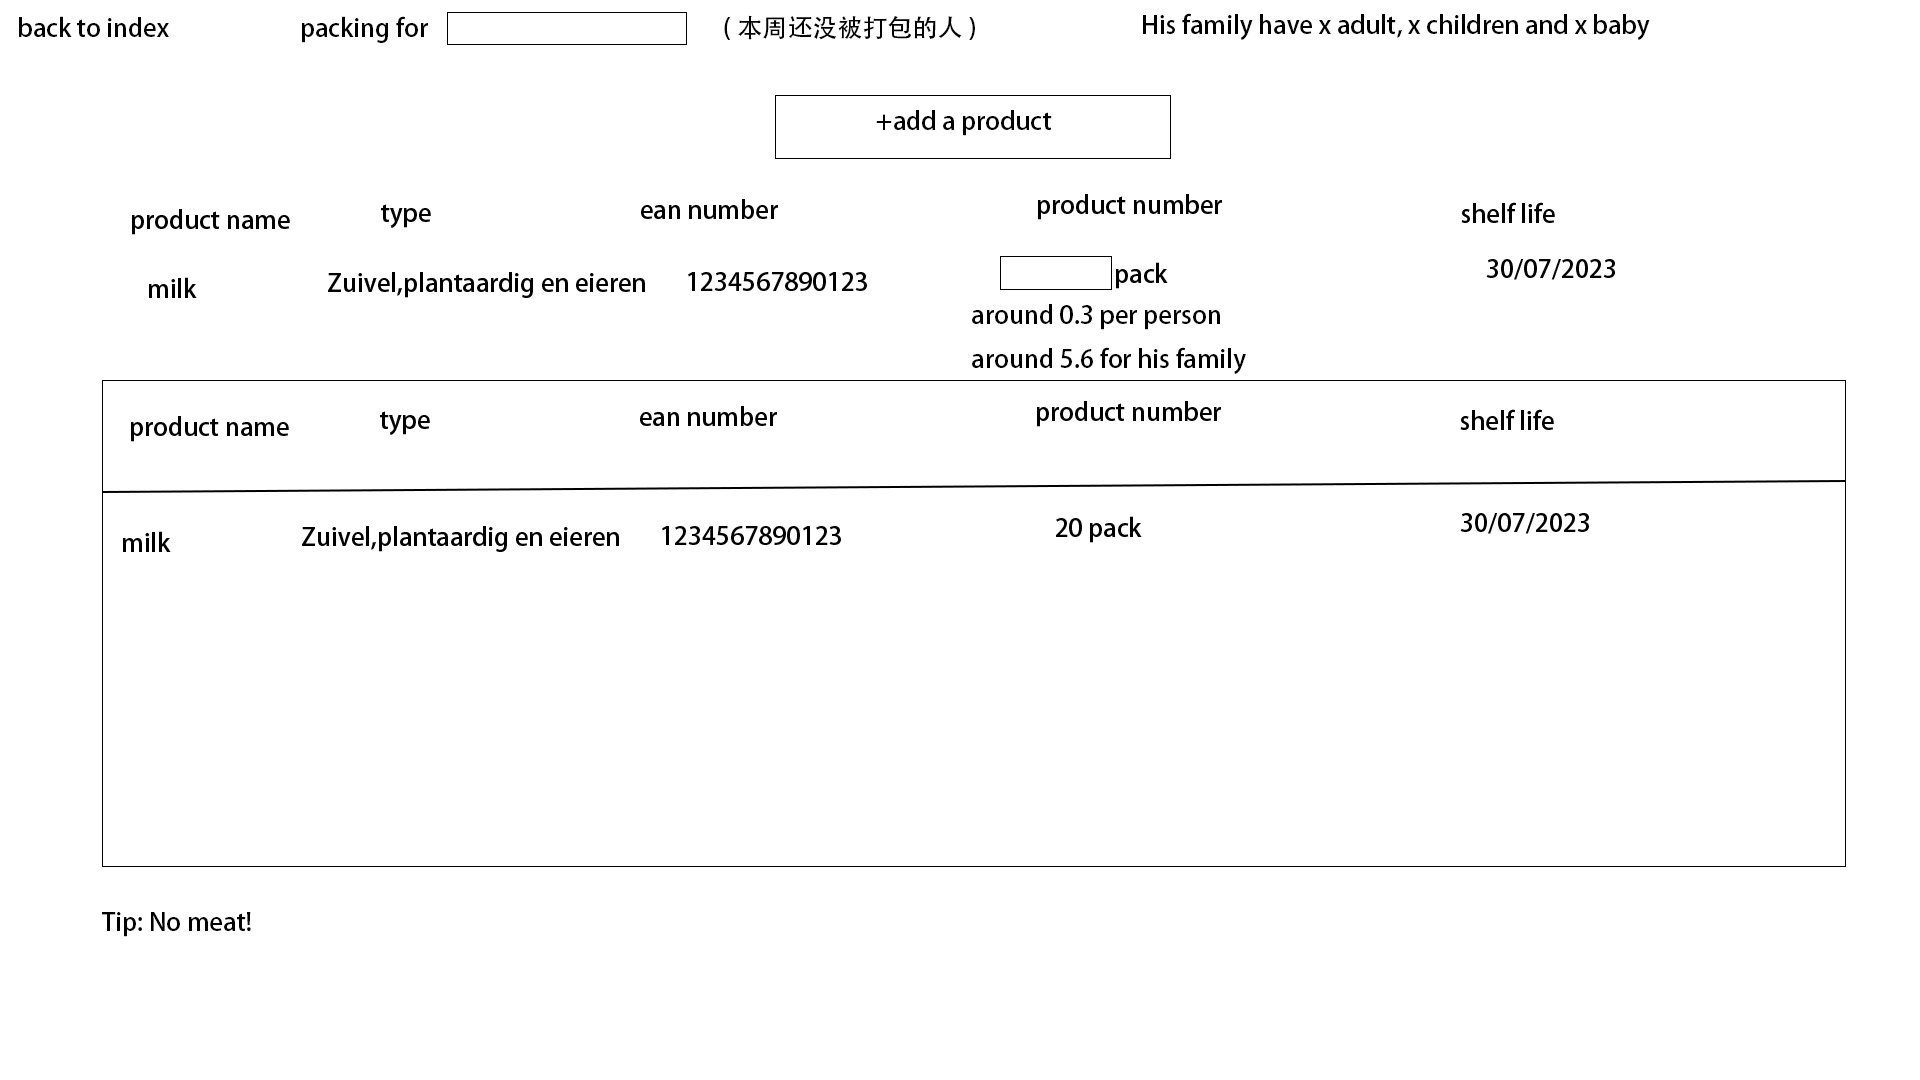 back to index packing for （本周还没被打包的人） His family have x adult, x children and x baby
+add a product
product name type ean number product number shelf life
milk Zuivel,plantaardig en eieren 1234567890123 pack 30/07/2023
around 0.3 per person
around 5.6 for his family
product name type ean number product number shelf life
milk Zuivel,plantaardig en eieren 1234567890123 20 pack 30/07/2023
Tip: No meat!